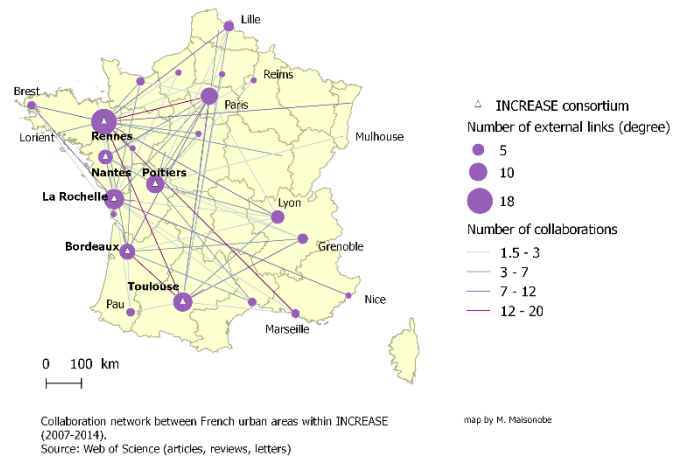 Lille
Reims
Brest
Paris
INCREASE consortium
Rennes
Number of external links (degree)
Lorient
Mulhouse
5
Nantes
Poitiers
10
La Rochelle
Lyon
18
Number of collaborations
Bordeaux
Grenoble
1.5 - 3
3 - 7
Toulouse
7 - 12
Pau
Nice
12 - 20
Marseille
0 100 km
Collaboration network between French urban areas within INCREASE
(2007-2014).
Source: Web of Science (articles, reviews, letters)
map by M. Maisonobe